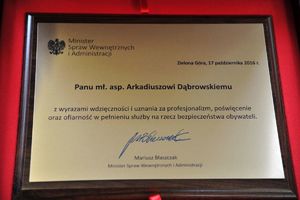 Minister
Spraw Wewnętrznych
i Administracji
Zielona Góra, 17 października 2016 r.
Panu mł. asp. Arkadiuszowi Dąbrowskiemu
z wyrazami wdzięczności i uznania za profesjonalizm, poświęcenie
oraz ofiarność w pełnieniu służby na rzecz bezpieczeństwa obywateli.
Mariusz Błaszczak
Minister Spraw Wewnętrznych i Administracji